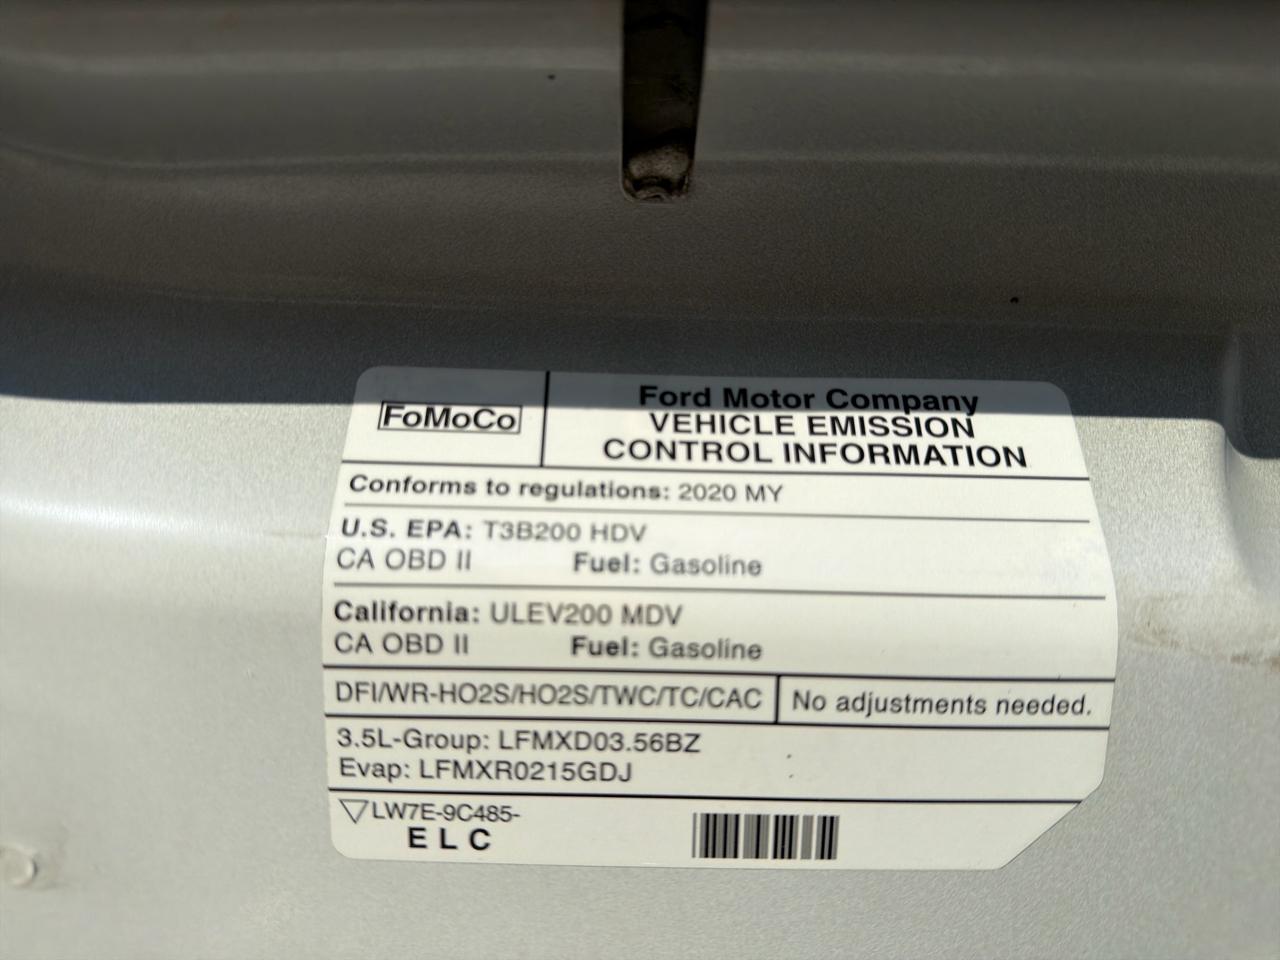 FoMoCo
Ford Motor Company
VEHICLE EMISSION
CONTROL INFORMATION
Conforms to regulations: 2020 MY
U.S. EPA: T3B200 HDV
CA OBD II Fuel: Gasoline
California: ULEV200 MDV
CA OBD II Fuel: Gasoline
DFI/WR-HO2S/HO2S/TWC/TC/CAC No adjustments needed.
3.5L-Group: LFMXD03.56BZ
Evap: LFMXR0215GDJ
LW7E-9C485-
E L C